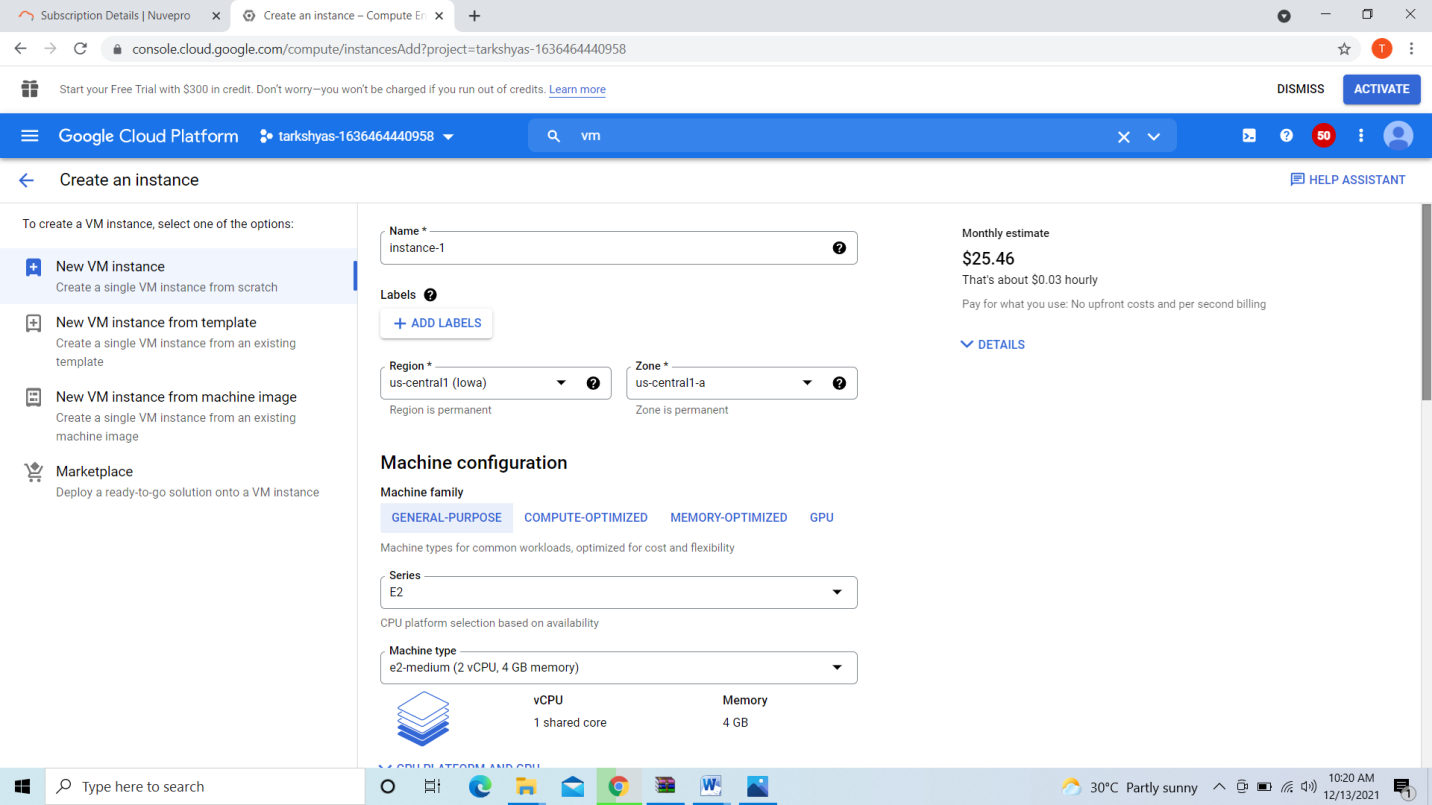 Subscription Details | Nuvepro
Create an instance – Compute En
console.cloud.google.com/compute/instancesAdd?project=tarkshyas-1636464440958
T
Start your Free Trial with $300 in credit. Don't worry—you won't be charged if you run out of credits. Learn more
DISMISS
ACTIVATE
Google Cloud Platform
tarkshyas-1636464440958
vm
50
Create an instance
HELP ASSISTANT
To create a VM instance, select one of the options:
New VM instance
Create a single VM instance from scratch
New VM instance from template
Create a single VM instance from an existing
template
New VM instance from machine image
Create a single VM instance from an existing
machine image
Marketplace
Deploy a ready-to-go solution onto a VM instance
Name *
instance-1
Labels
ADD LABELS
Region *
us-central1 (Iowa)
Region is permanent
Zone *
us-central1-a
Zone is permanent
Machine configuration
Machine family
GENERAL-PURPOSE COMPUTE-OPTIMIZED MEMORY-OPTIMIZED GPU
Machine types for common workloads, optimized for cost and flexibility
Series
E2
CPU platform selection based on availability
Machine type
e2-medium (2 vCPU, 4 GB memory)
vCPU Memory
1 shared core 4 GB
CPU PLATFORM AND GPU
Monthly estimate
$25.46
That's about $0.03 hourly
Pay for what you use: No upfront costs and per second billing
DETAILS
Type here to search
30°C Partly sunny
10:20 AM
12/13/2021
1